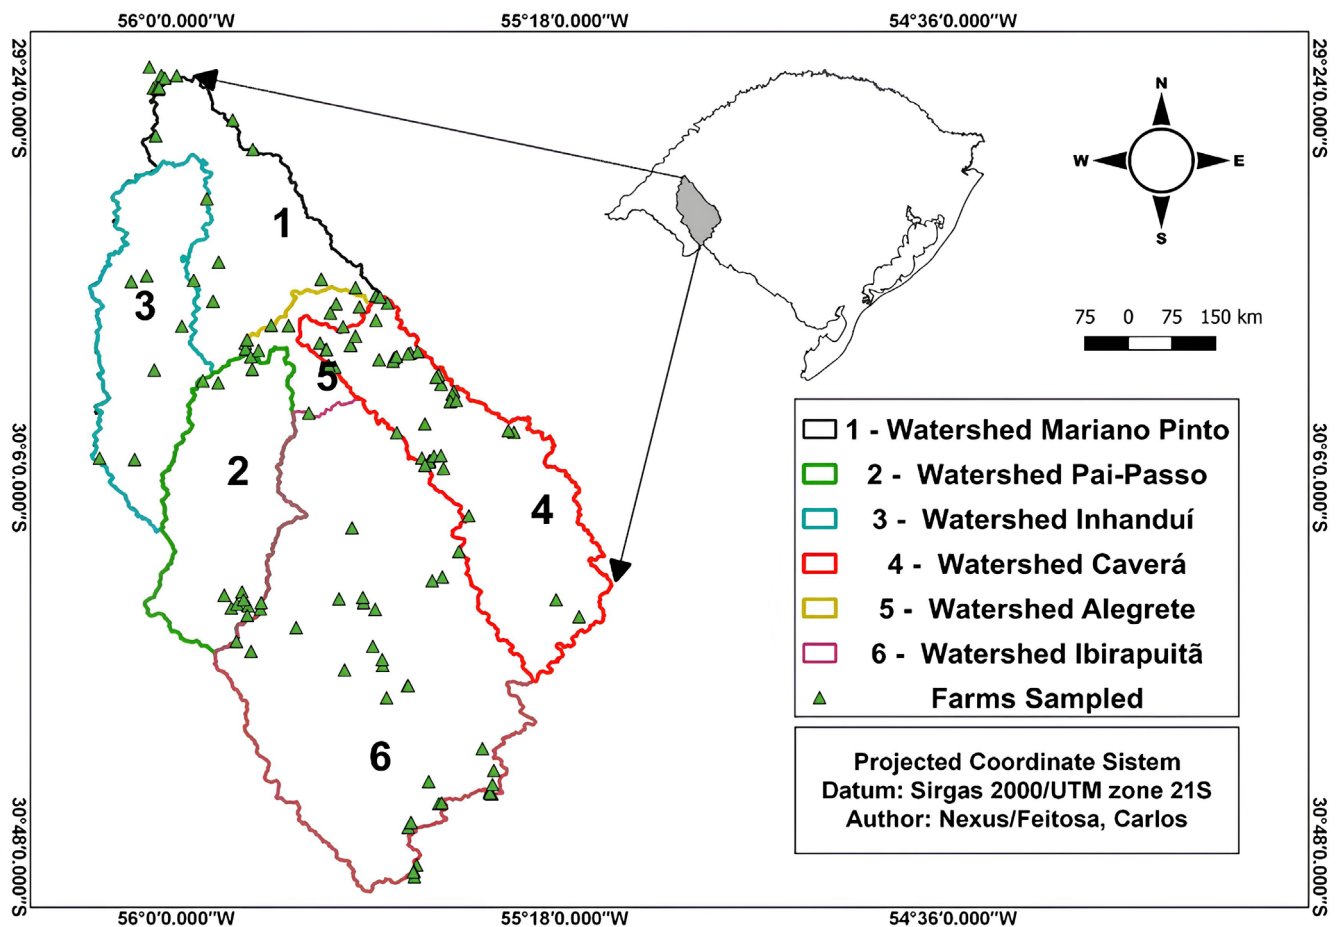 56°0'0.000"W
55°18'0.000"W
54°36'0.000"W
29°24'0.000"S
29°24'0.000"S
30°6'0.000"S
30°6'0.000"S
30°48'0.000"S
30°48'0.000"S
N
W
E
S
75 0 75 150 km
1
3
5
2
4
6
1 - Watershed Mariano Pinto
2 - Watershed Pai-Passo
3 - Watershed Inhanduí
4 - Watershed Caverá
5 - Watershed Alegrete
6 - Watershed Ibirapuitã
Farms Sampled
Projected Coordinate Sistem
Datum: Sirgas 2000/UTM zone 21S
Author: Nexus/Feitosa, Carlos
56°0'0.000"W
55°18'0.000"W
54°36'0.000"W